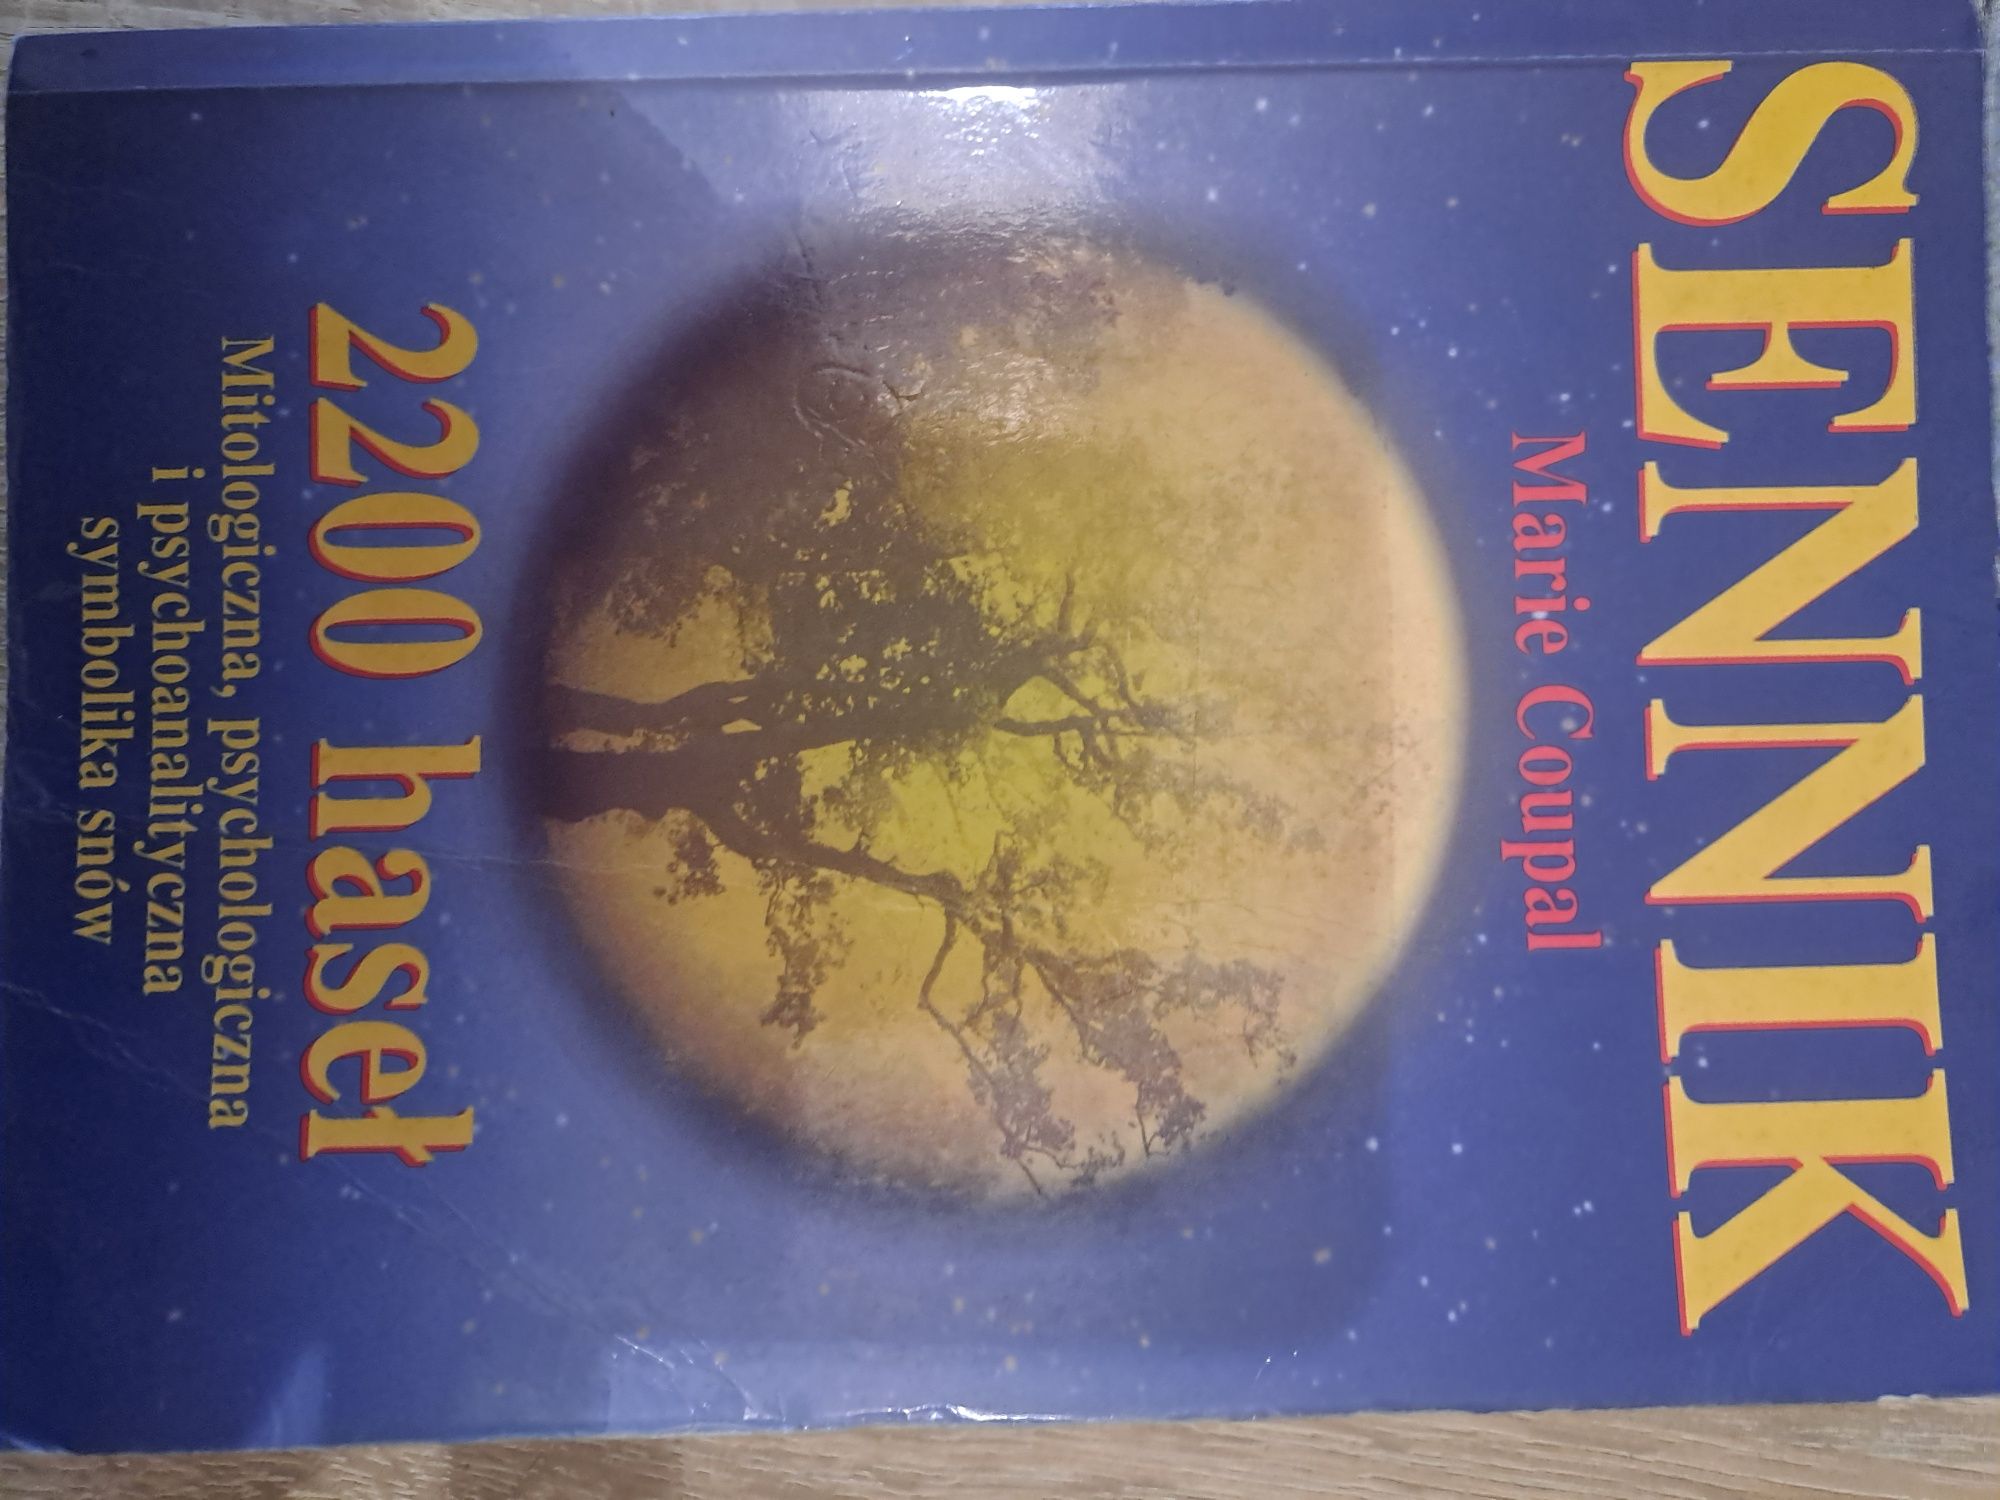 SENNIK
Marie Coupal
2200 haseł
Mitologiczna, psychologiczna
i psychoanalityczna
symbolika snów